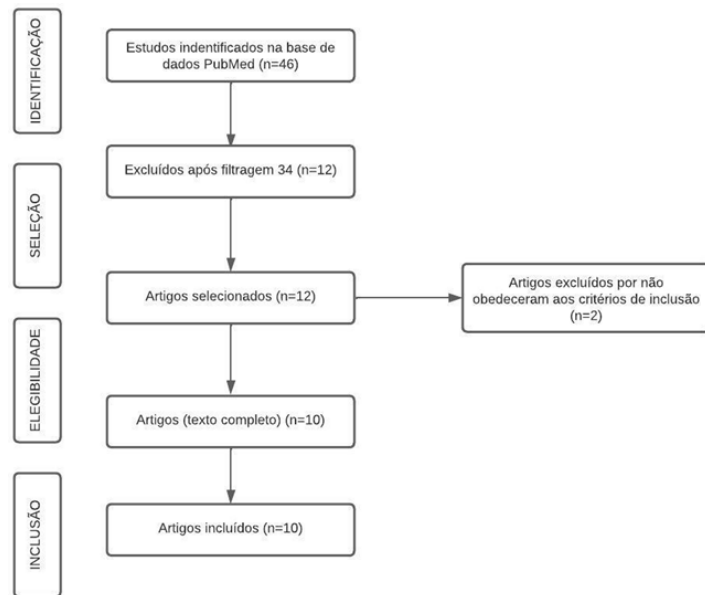 IDENTIFICAÇÃO
Estudos indentificados na base de
dados PubMed (n=46)
Excluídos após filtragem 34 (n=12)
SELEÇÃO
Artigos selecionados (n=12)
Artigos excluídos por não
obedeceram aos critérios de inclusão
(n=2)
ELEGIBILIDADE
Artigos (texto completo) (n=10)
INCLUSÃO
Artigos incluídos (n=10)